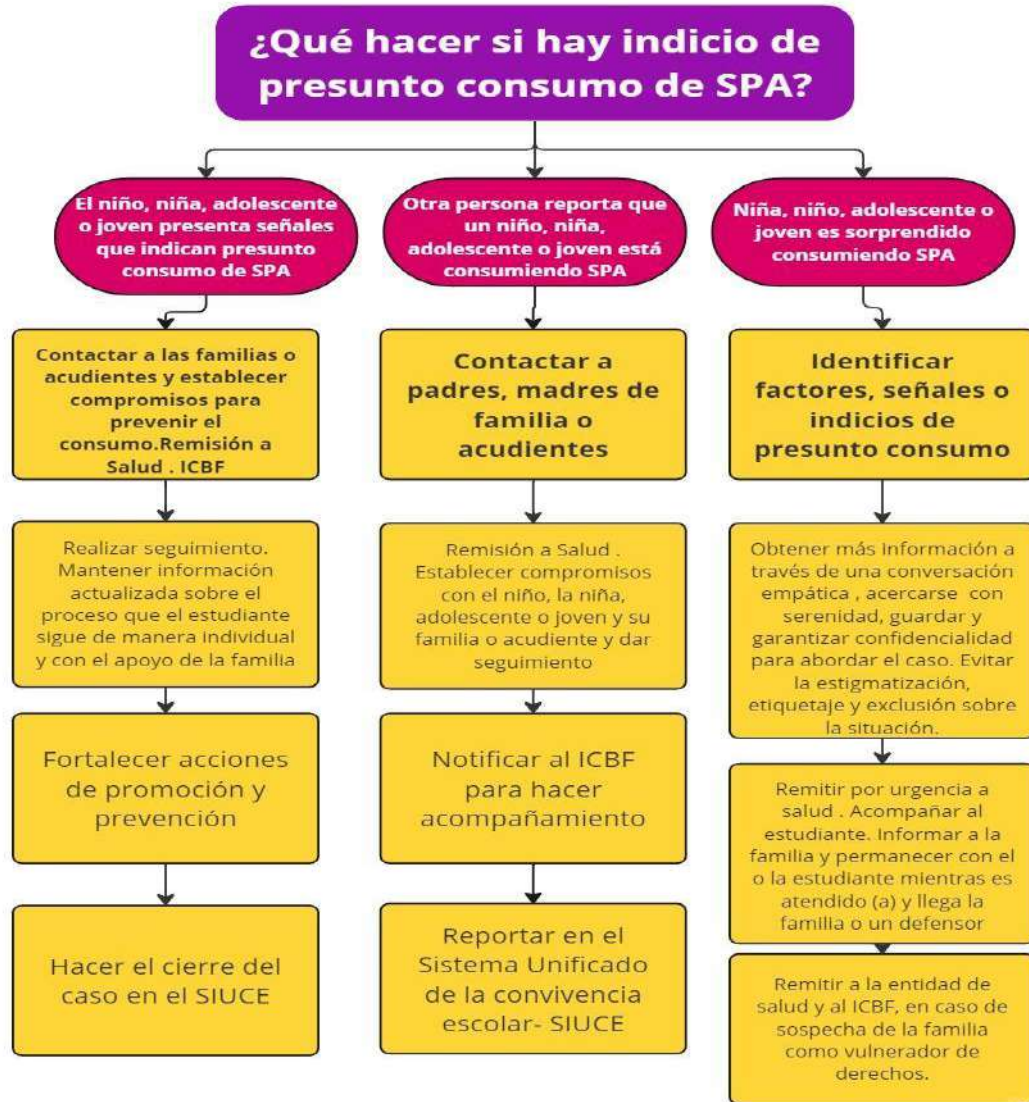 ¿Qué hacer si hay indicio de
presunto consumo de SPA?
El niño, niña, adolescente
o joven presenta señales
que indican presunto
consumo de SPA
Contactar a las familias o
acudientes y establecer
compromisos para
prevenir el
consumo.Remisión a
Salud . ICBF
Realizar seguimiento.
Mantener información
actualizada sobre el
proceso que el estudiante
sigue de manera individual
y con el apoyo de la familia
Fortalecer acciones
de promoción y
prevención
Hacer el cierre del
caso en el SIUCE
Otra persona reporta que
un niño, niña,
adolescente o joven está
consumiendo SPA
Contactar a
padres, madres de
familia o
acudientes
Remisión a Salud .
Establecer compromisos
con el niño, la niña,
adolescente o joven y su
familia o acudiente y dar
seguimiento
Notificar al ICBF
para hacer
acompañamiento
Reportar en el
Sistema Unificado
de la convivencia
escolar- SIUCE
Niña, niño, adolescente o
joven es sorprendido
consumiendo SPA
Identificar
factores, señales o
indicios de
presunto consumo
Obtener más información a
través de una conversación
empática , acercarse con
serenidad, guardar y
garantizar confidencialidad
para abordar el caso. Evitar
la estigmatización,
etiquetaje y exclusión sobre
la situación.
Remitir por urgencia a
salud . Acompañar al
estudiante. Informar a la
familia y permanecer con el
o la estudiante mientras es
atendido (a) y llega la
familia o un defensor
Remitir a la entidad de
salud y al ICBF, en caso de
sospecha de la familia
como vulnerador de
derechos.